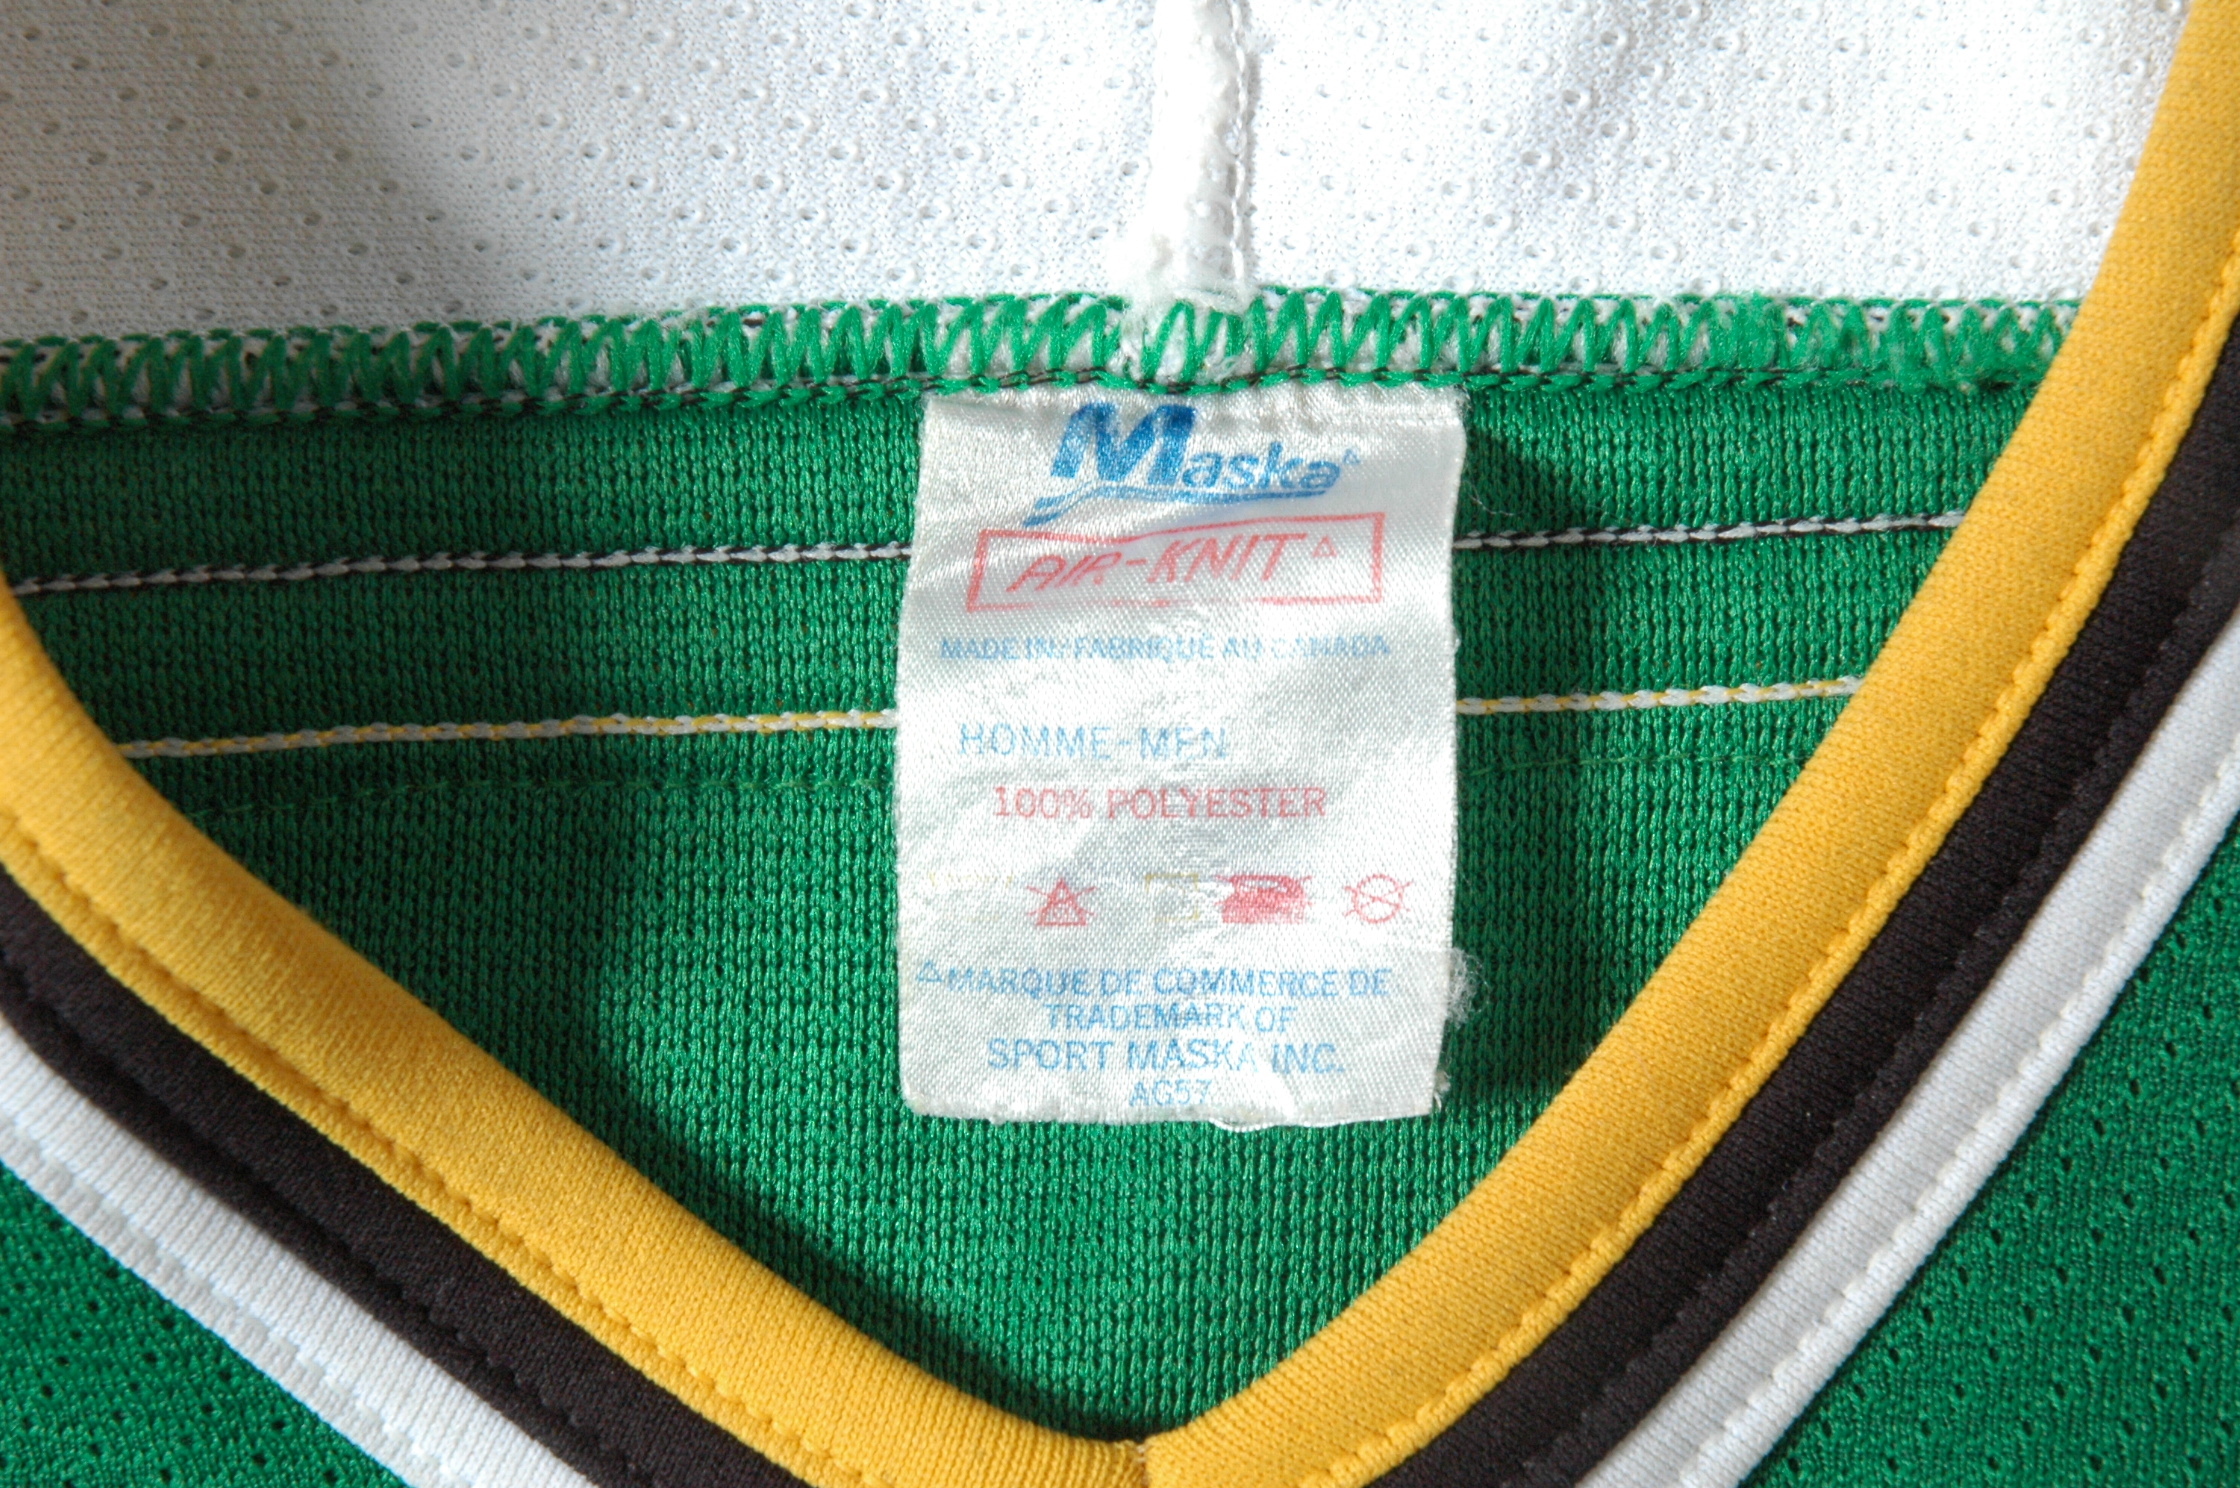 Maska
AIR-KNIT
MADE IN-FABRIQUÉ AU CANADA
HOMME-MEN
100% POLYESTER
MARQUE DE COMMERCE DE
TRADEMARK OF
SPORT MASKA INC.
AG57